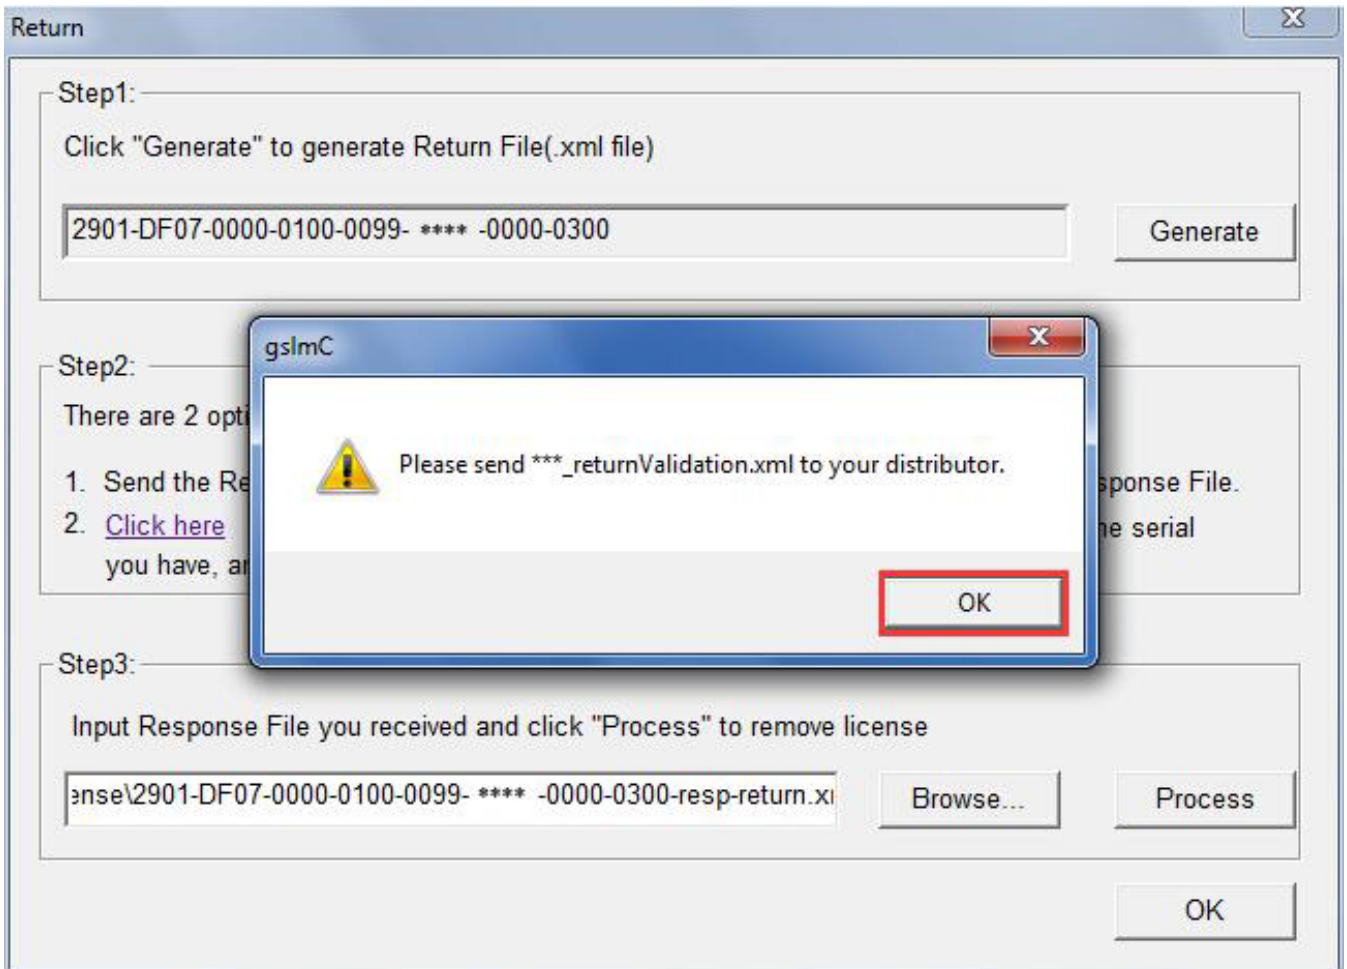 Return
Step1:
Click "Generate" to generate Return File(.xml file)
2901-DF07-0000-0100-0099- **** -0000-0300
Generate
gslmC
Step2:
There are 2 opti
Please send ***_returnValidation.xml to your distributor.
1. Send the Re
sponse File.
2. Click here
e serial
you have, ar
OK
Step3:
Input Response File you received and click "Process" to remove license
ense\2901-DF07-0000-0100-0099- **** -0000-0300-resp-return.x
Browse...
Process
OK